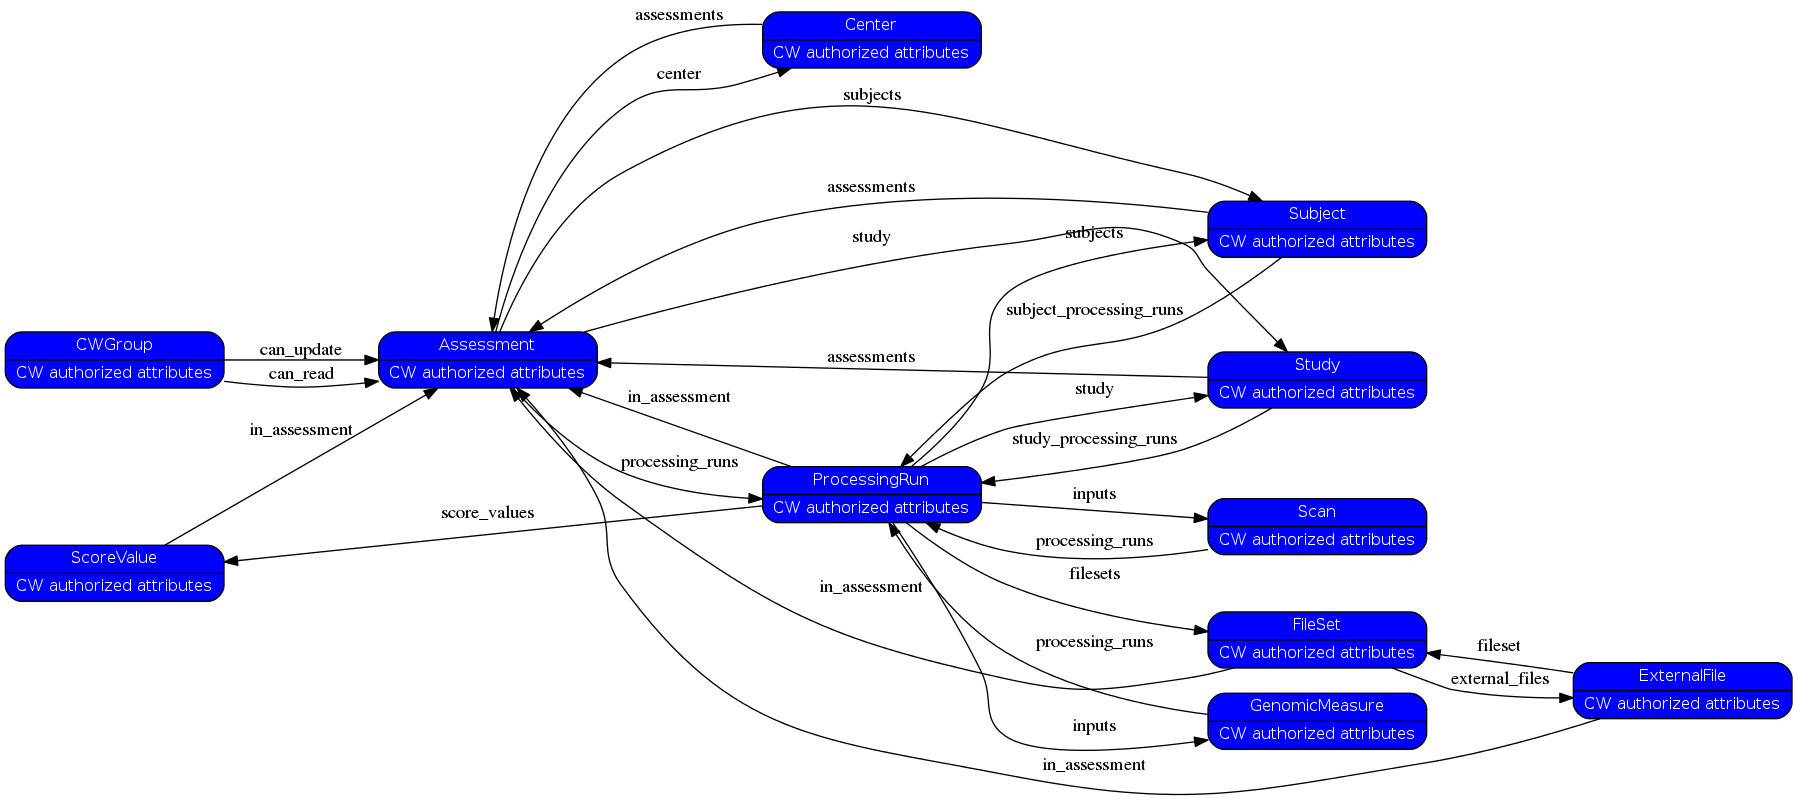 assessments
Center
CW authorized attributes
center
subjects
assessments
Subject
CW authorized attributes
study
subjects
subject_processing_runs
CWGroup
CW authorized attributes
can_update
can_read
Assessment
CW authorized attributes
assessments
Study
CW authorized attributes
in_assessment
study
in_assessment
study_processing_runs
processing_runs
ProcessingRun
CW authorized attributes
inputs
Scan
CW authorized attributes
score_values
processing_runs
ScoreValue
CW authorized attributes
filesets
in_assessment
FileSet
CW authorized attributes
processing_runs
fileset
external_files
ExternalFile
CW authorized attributes
GenomicMeasure
CW authorized attributes
inputs
in_assessment